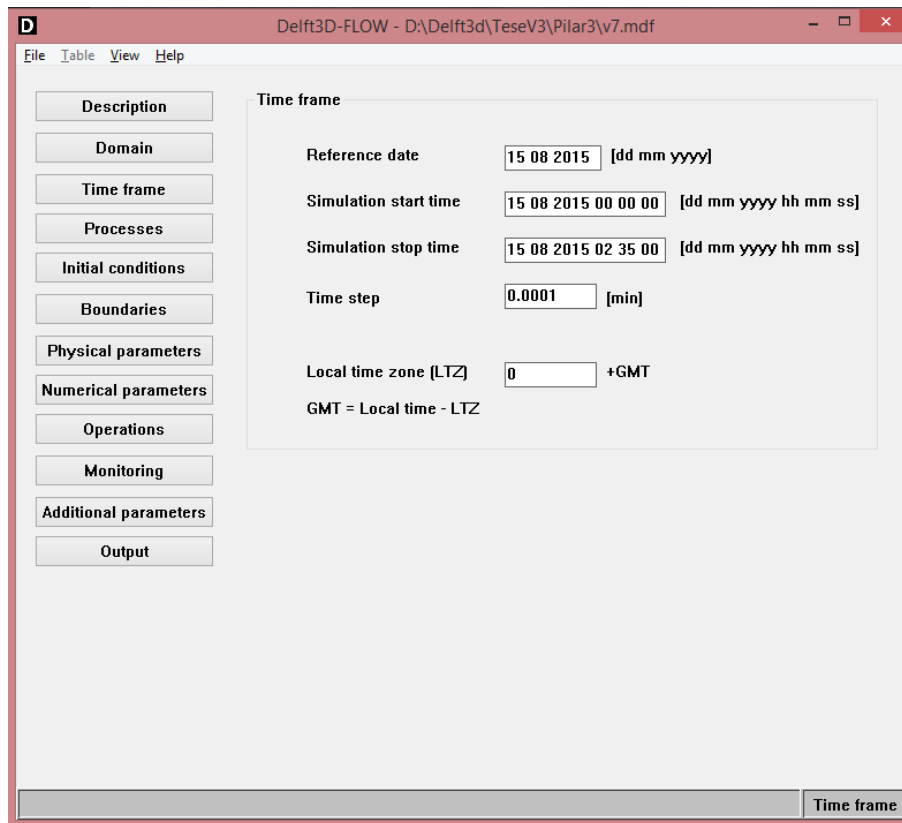 D Delft3D-FLOW - D:\Delft3d\TeseV3\Pilar3\v7.mdf
File Table View Help
Description
Domain
Time frame
Processes
Initial conditions
Boundaries
Physical parameters
Numerical parameters
Operations
Monitoring
Additional parameters
Output
Time frame
Reference date 15 08 2015 [dd mm yyyy]
Simulation start time 15 08 2015 00 00 00 [dd mm yyyy hh mm ss]
Simulation stop time 15 08 2015 02 35 00 [dd mm yyyy hh mm ss]
Time step 0.0001 [min]
Local time zone (LTZ) 0 +GMT
GMT = Local time - LTZ
Time frame